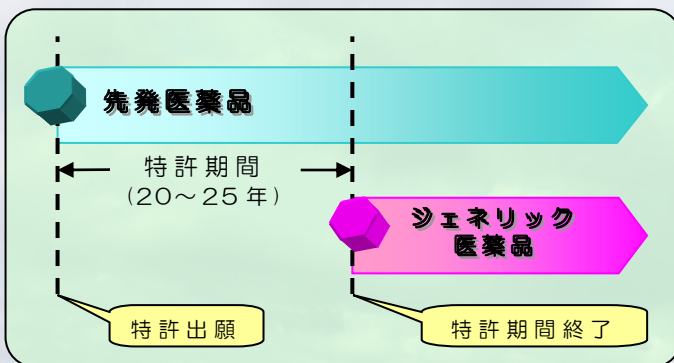 先発医薬品
特許期間
(20～25年)
ジェネリック
医薬品
特許出願
特許期間終了